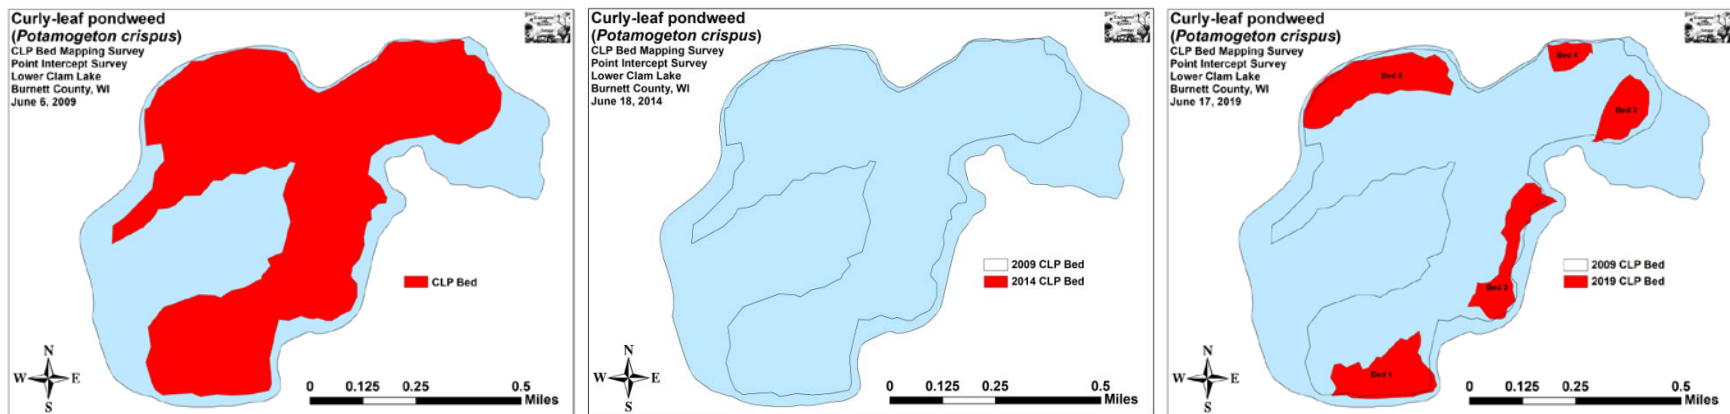 Curly-leaf pondweed
(Potamogeton crispus)
CLP Bed Mapping Survey
Point Intercept Survey
Lower Clam Lake
Burnett County, WI
June 6, 2009
CLP Bed
N
W E
S
0 0.125 0.25 0.5
Miles
Curly-leaf pondweed
(Potamogeton crispus)
CLP Bed Mapping Survey
Point Intercept Survey
Lower Clam Lake
Burnett County, WI
June 18, 2014
2009 CLP Bed
2014 CLP Bed
N
W E
S
0 0.125 0.25 0.5
Miles
Curly-leaf pondweed
(Potamogeton crispus)
CLP Bed Mapping Survey
Point Intercept Survey
Lower Clam Lake
Burnett County, WI
June 17, 2019
Bed 4
Bed 3
2009 CLP Bed
2019 CLP Bed
Bed 2
Bed 1
N
W E
S
0 0.125 0.25 0.5
Miles